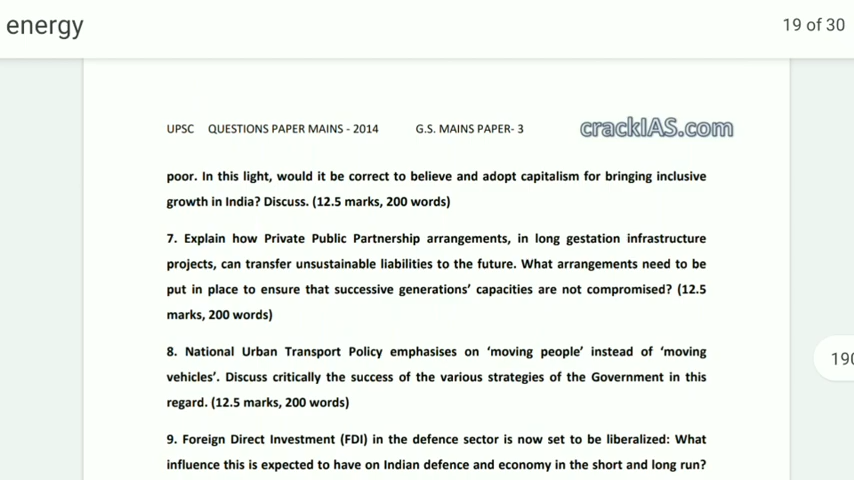 energy
19 of 30
UPSC QUESTIONS PAPER MAINS - 2014 G.S. MAINS PAPER- 3
crackIAS.com
poor. In this light, would it be correct to believe and adopt capitalism for bringing inclusive
growth in India? Discuss. (12.5 marks, 200 words)
7. Explain how Private Public Partnership arrangements, in long gestation infrastructure
projects, can transfer unsustainable liabilities to the future. What arrangements need to be
put in place to ensure that successive generations’ capacities are not compromised? (12.5
marks, 200 words)
8. National Urban Transport Policy emphasises on ‘moving people’ instead of ‘moving
vehicles’. Discuss critically the success of the various strategies of the Government in this
regard. (12.5 marks, 200 words)
9. Foreign Direct Investment (FDI) in the defence sector is now set to be liberalized: What
influence this is expected to have on Indian defence and economy in the short and long run?